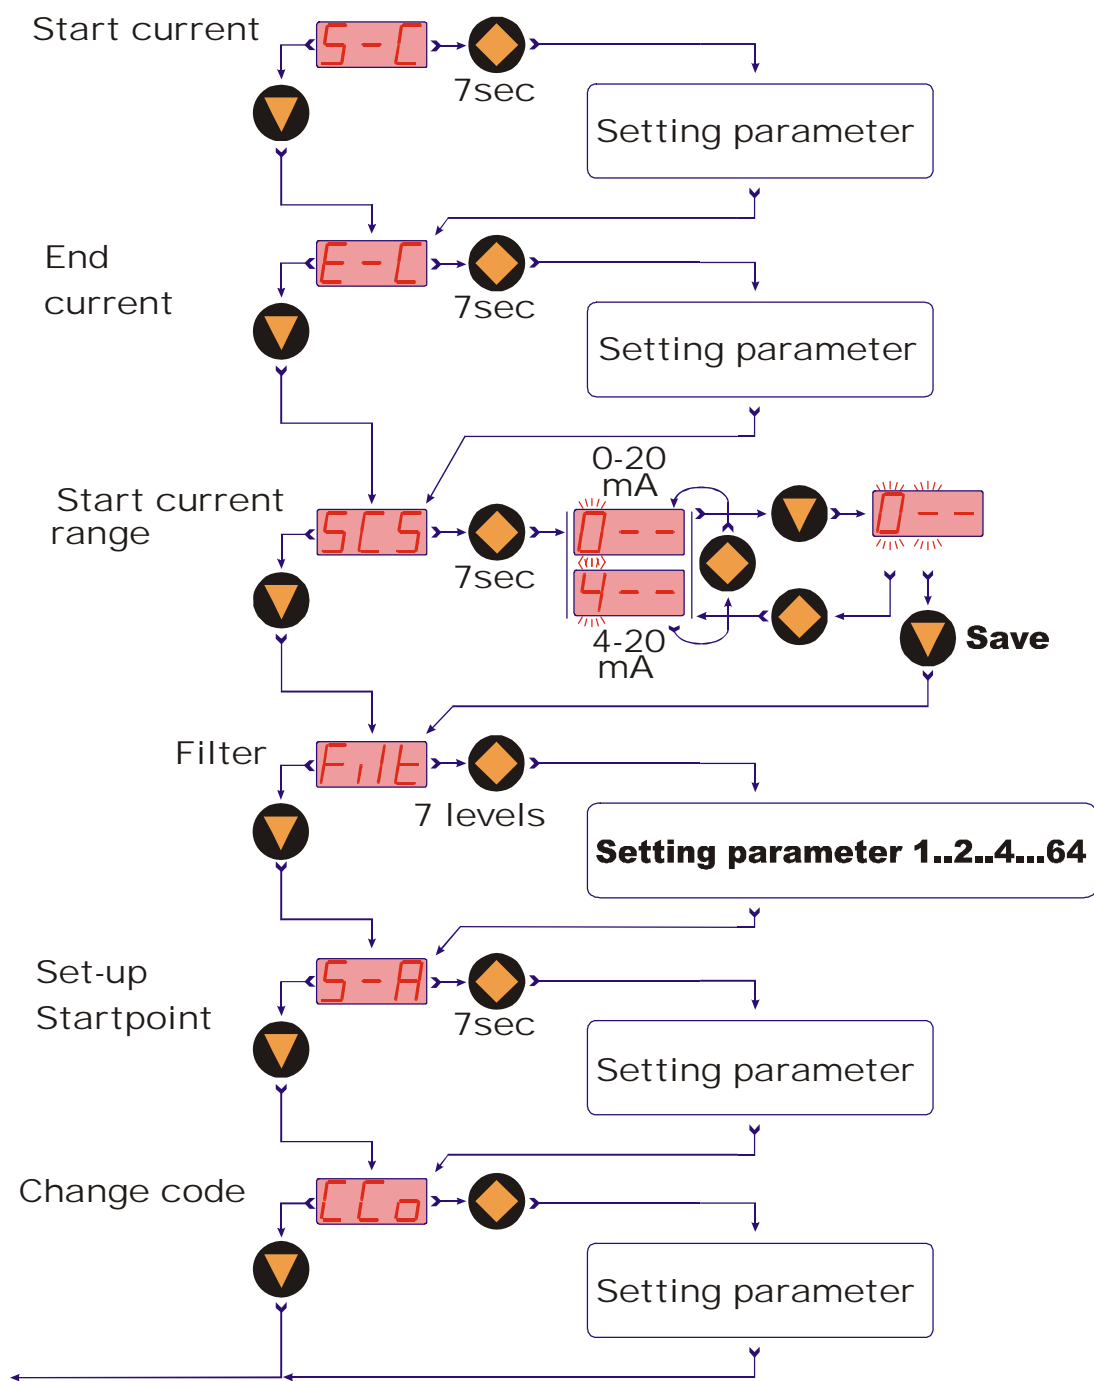 Start current
S-C
7sec
Setting parameter
End
current
E-C
7sec
Setting parameter
Start current
range
SCS
7sec
0-20
mA
0--
4--
4-20
mA
0--
Save
Filter
Filt
7 levels
Setting parameter 1..2..4...64
Set-up
Startpoint
S-A
7sec
Setting parameter
Change code
CCo
Setting parameter